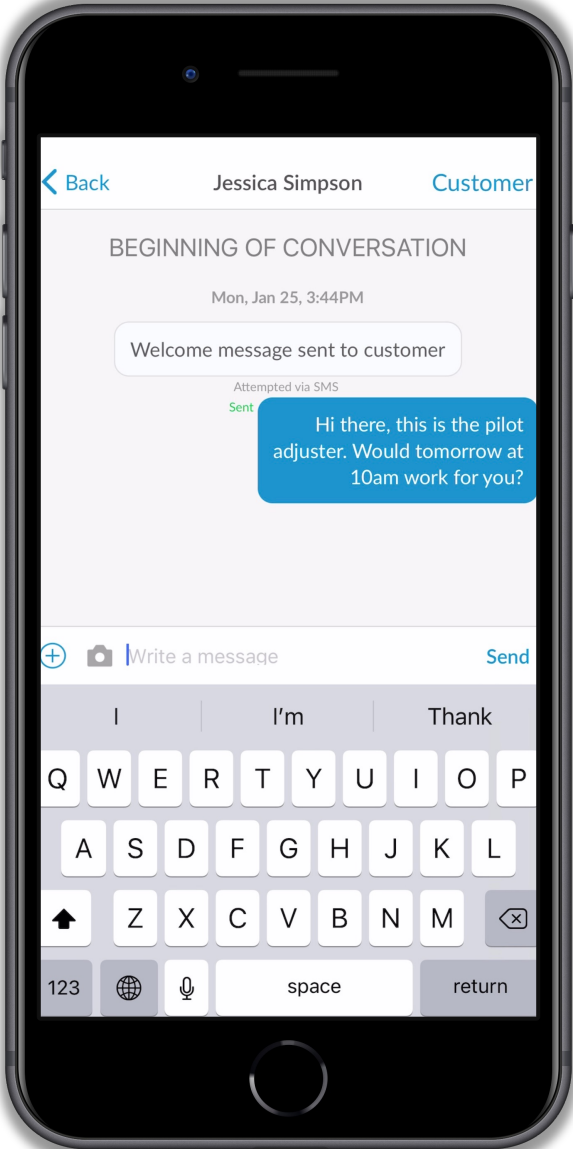 Back Jessica Simpson Customer
BEGINNING OF CONVERSATION
Mon, Jan 25, 3:44PM
Welcome message sent to customer
Attempted via SMS
Sent
Hi there, this is the pilot
adjuster. Would tomorrow at
10am work for you?
Write a message Send
I I'm Thank
Q W E R T Y U I O P
A S D F G H J K L
Z X C V B N M
123 space return